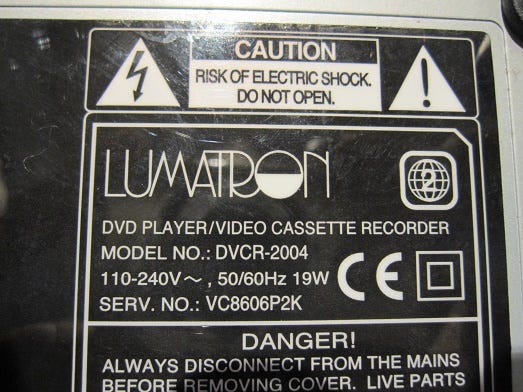 CAUTION
RISK OF ELECTRIC SHOCK.
DO NOT OPEN.
LUMATRON
2
DVD PLAYER/VIDEO CASSETTE RECORDER
MODEL NO.: DVCR-2004
110-240V～, 50/60Hz 19W
SERV. NO.: VC8606P2K
CE
DANGER!
ALWAYS DISCONNECT FROM THE MAINS
BEFORE REMOVING COVER. LIVE PARTS